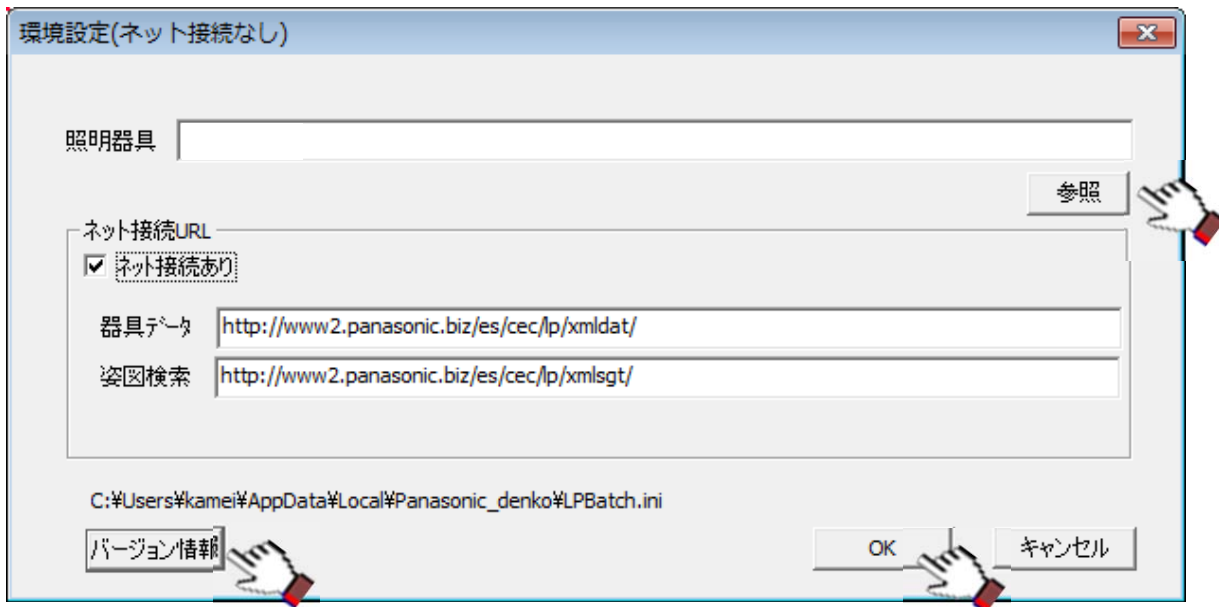 環境設定(ネット接続なし)
照明器具
参照
ネット接続URL
ネット接続あり
器具データ http://www2.panasonic.biz/es/cec/lp/xmldat/
姿図検索 http://www2.panasonic.biz/es/cec/lp/xmlsgt/
C:¥Users¥kamei¥AppData¥Local¥Panasonic_denko¥LPBatch.ini
バージョン情報 OK キャンセル